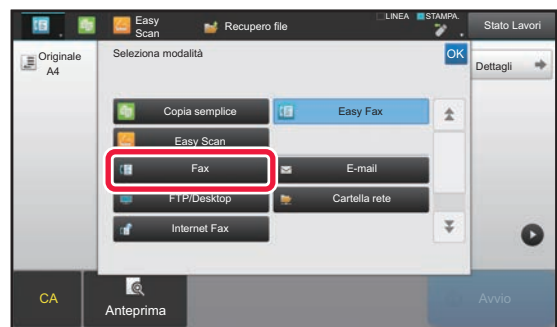 Easy
Scan
Recupero file
LINEA
STAMPA.
Stato Lavori
Originale
A4
Seleziona modalità
OK
Dettagli
Copia semplice
Easy Fax
Easy Scan
Fax
E-mail
FTP/Desktop
Cartella rete
Internet Fax
CA
Anteprima
Avvio